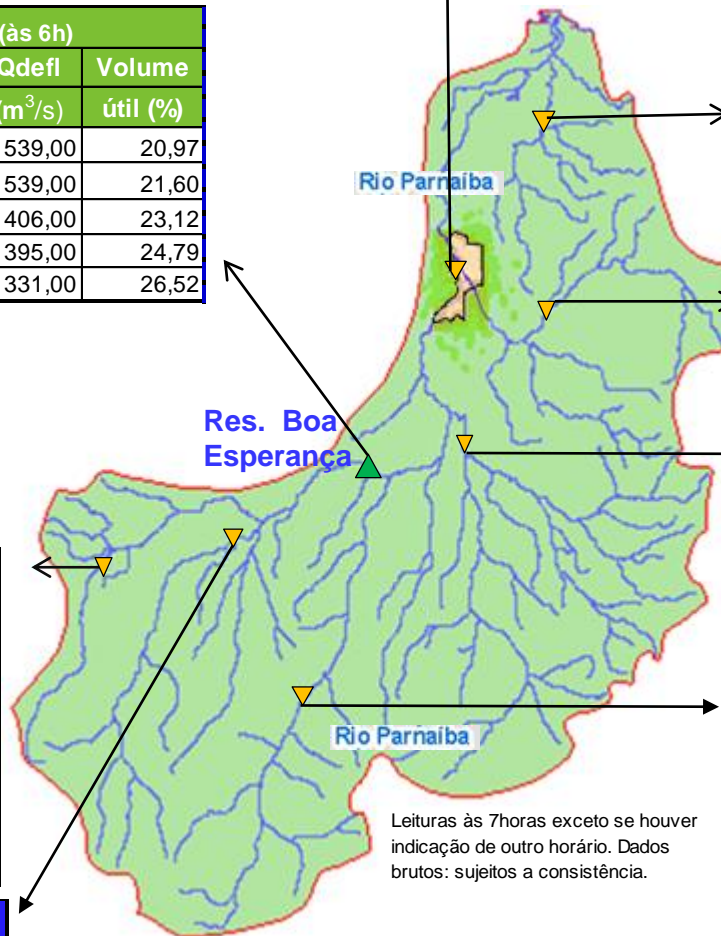 (às 6h)
Qdefl Volume
(m³/s) útil (%)
539,00 20,97
539,00 21,60
406,00 23,12
395,00 24,79
331,00 26,52
Rio Parnaíba
Res. Boa
Esperança
Rio Parnaíba
Leituras às 7horas exceto se houver
indicação de outro horário. Dados
brutos: sujeitos a consistência.